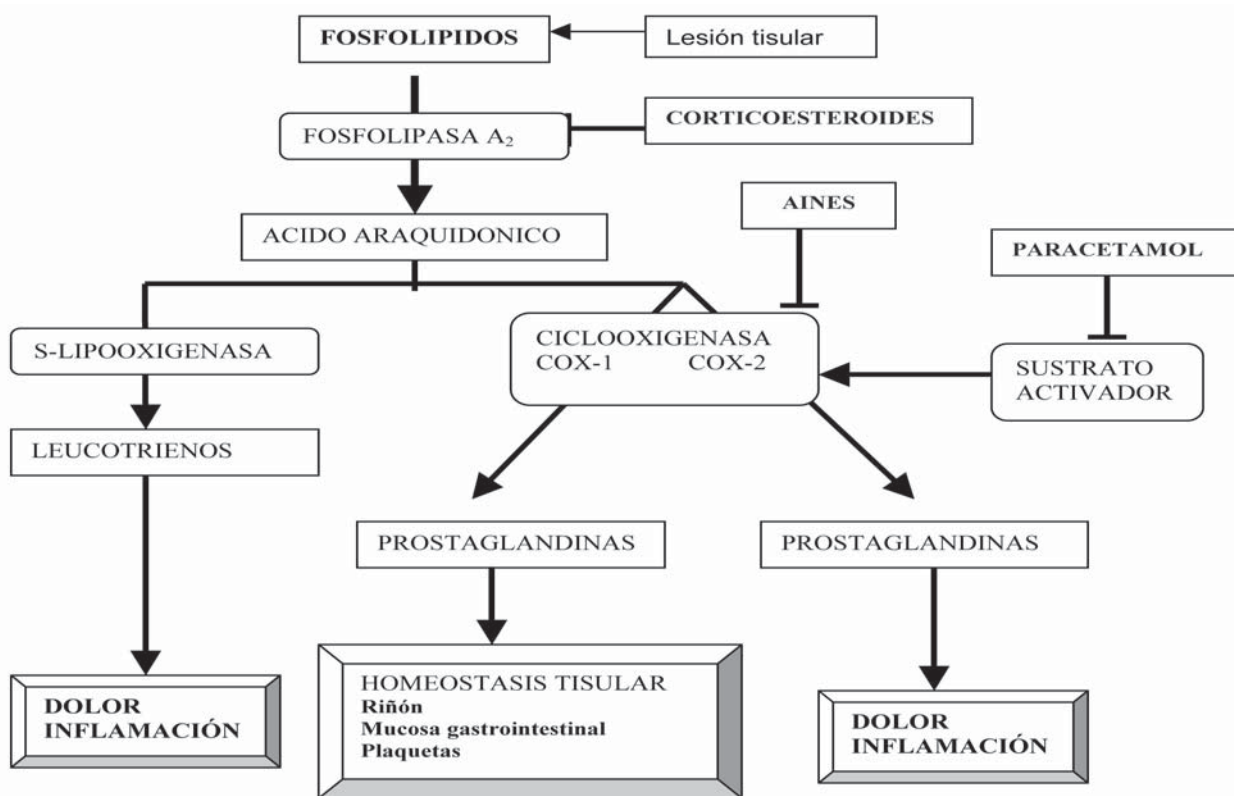 FOSFOLIPIDOS
Lesión tisular
FOSFOLIPASA A₂
CORTICOESTEROIDES
ACIDO ARAQUIDONICO
AINES
PARACETAMOL
S-LIPOOXIGENASA
CICLOOXIGENASA
COX-1 COX-2
SUSTRATO
ACTIVADOR
LEUCOTRIENOS
PROSTAGLANDINAS
PROSTAGLANDINAS
DOLOR
INFLAMACIÓN
HOMEOSTASIS TISULAR
Riñón
Mucosa gastrointestinal
Plaquetas
DOLOR
INFLAMACIÓN